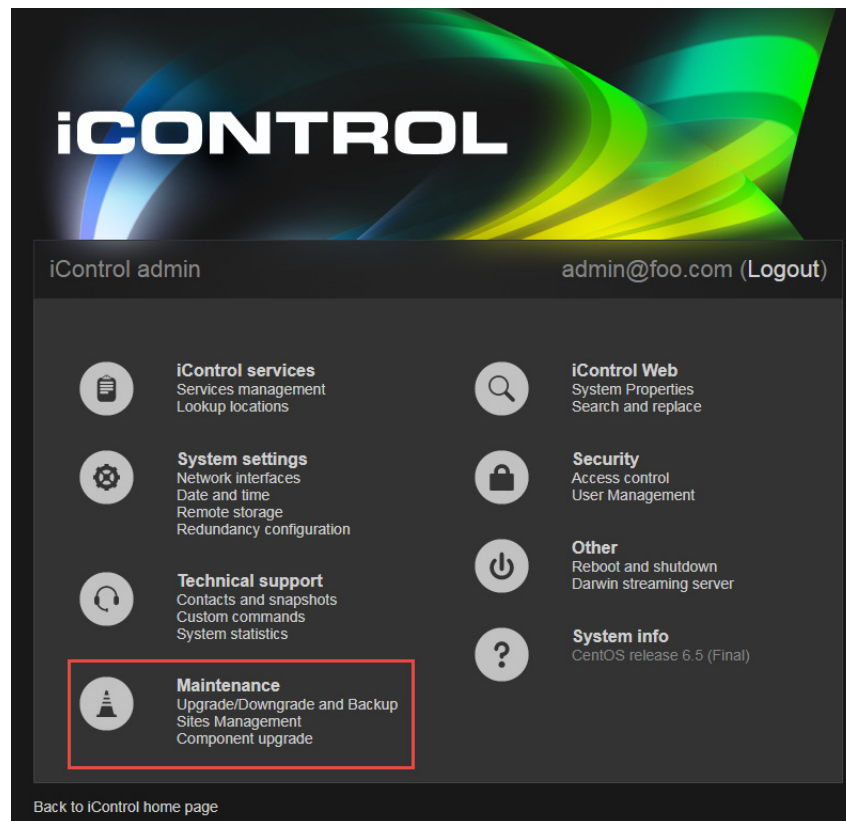 iCONTROL
iControl admin
admin@foo.com (Logout)
iControl services
Services management
Lookup locations
System settings
Network interfaces
Date and time
Remote storage
Redundancy configuration
Technical support
Contacts and snapshots
Custom commands
System statistics
Maintenance
Upgrade/Downgrade and Backup
Sites Management
Component upgrade
iControl Web
System Properties
Search and replace
Security
Access control
User Management
Other
Reboot and shutdown
Darwin streaming server
?
System info
CentOS release 6.5 (Final)
Back to iControl home page